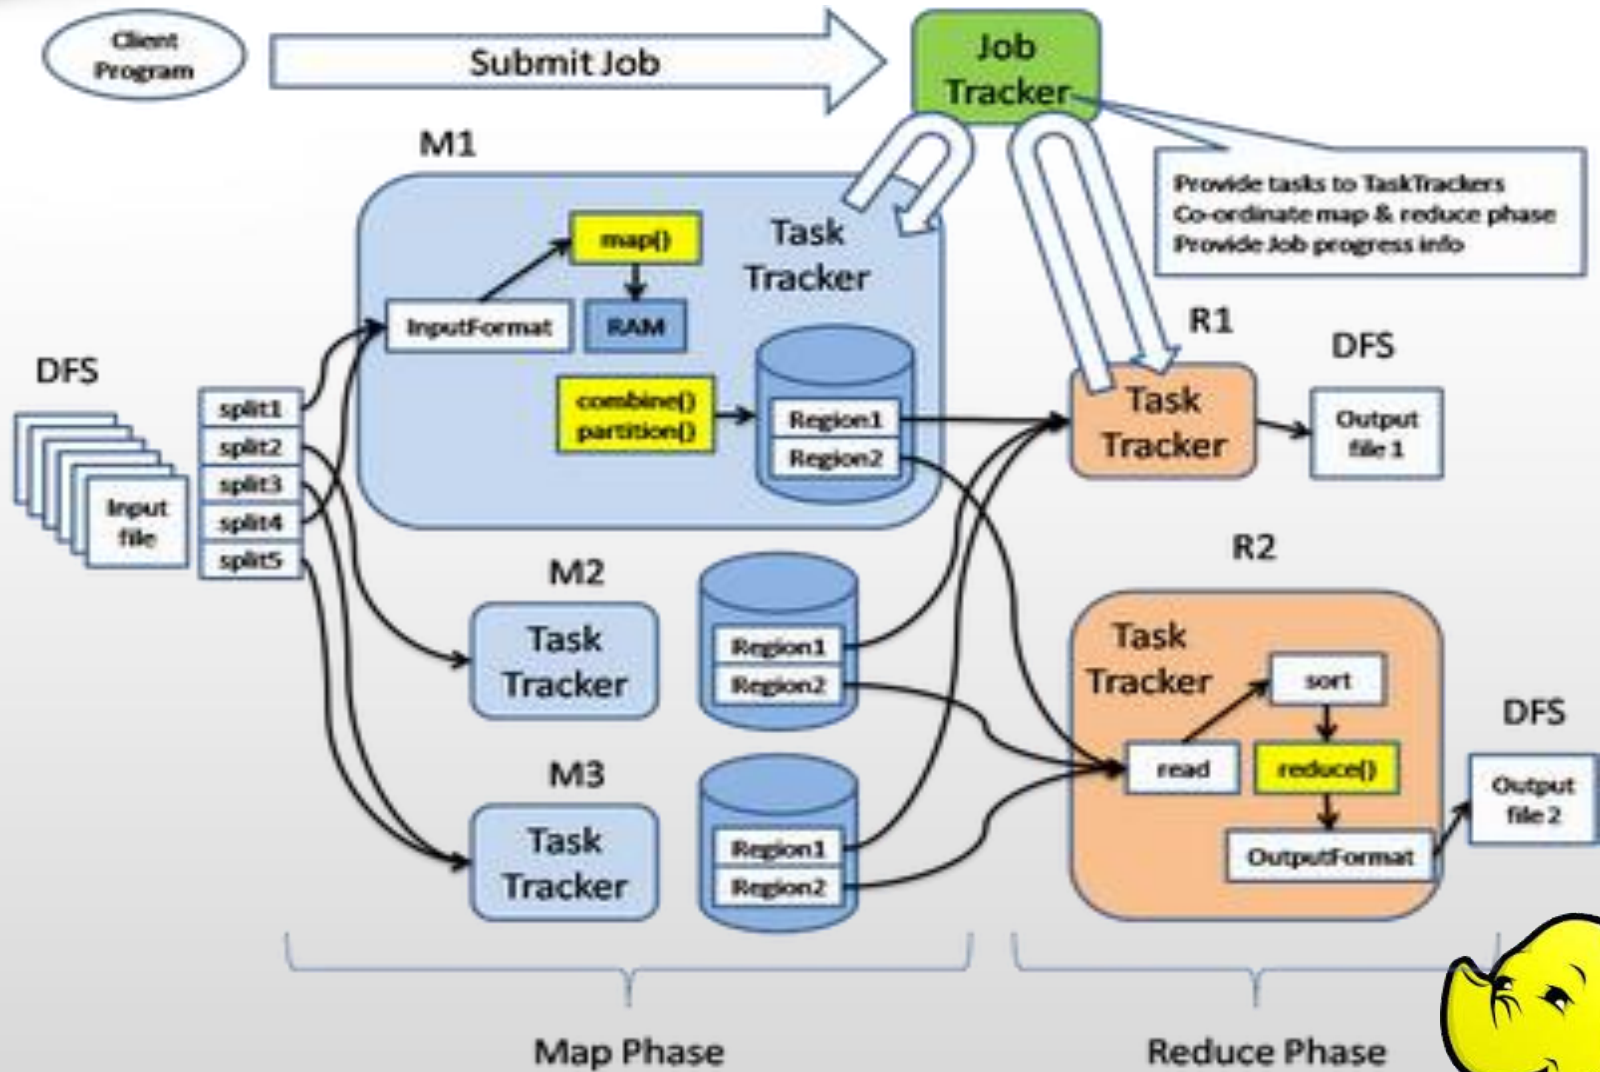 Client
Program
Submit Job
Job
Tracker
M1
Provide tasks to TaskTrackers
Co-ordinate map & reduce phase
Provide Job progress info
map()
Task
Tracker
InputFormat
RAM
R1
DFS
DFS
split1
split2
split3
split4
split5
Input
file
combine()
partition()
Region1
Region2
Task
Tracker
Output
file 1
M2
Task
Tracker
Region1
Region2
R2
Task
Tracker
sort
read
reduce()
OutputFormat
DFS
Output
file 2
M3
Task
Tracker
Region1
Region2
Map Phase
Reduce Phase